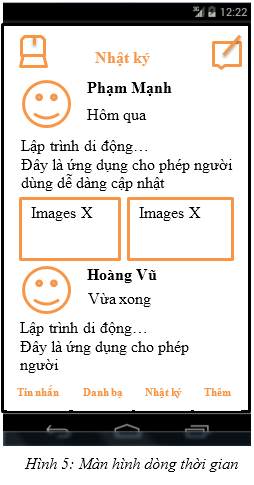 3G 12:22
Nhật ký
Phạm Mạnh
Hôm qua
Lập trình di động…
Đây là ứng dụng cho phép người
dùng dễ dàng cập nhật
Images X
Images X
Hoàng Vũ
Vừa xong
Lập trình di động…
Đây là ứng dụng cho phép
người
Tin nhắn Danh bạ Nhật ký Thêm
Hình 5: Màn hình dòng thời gian